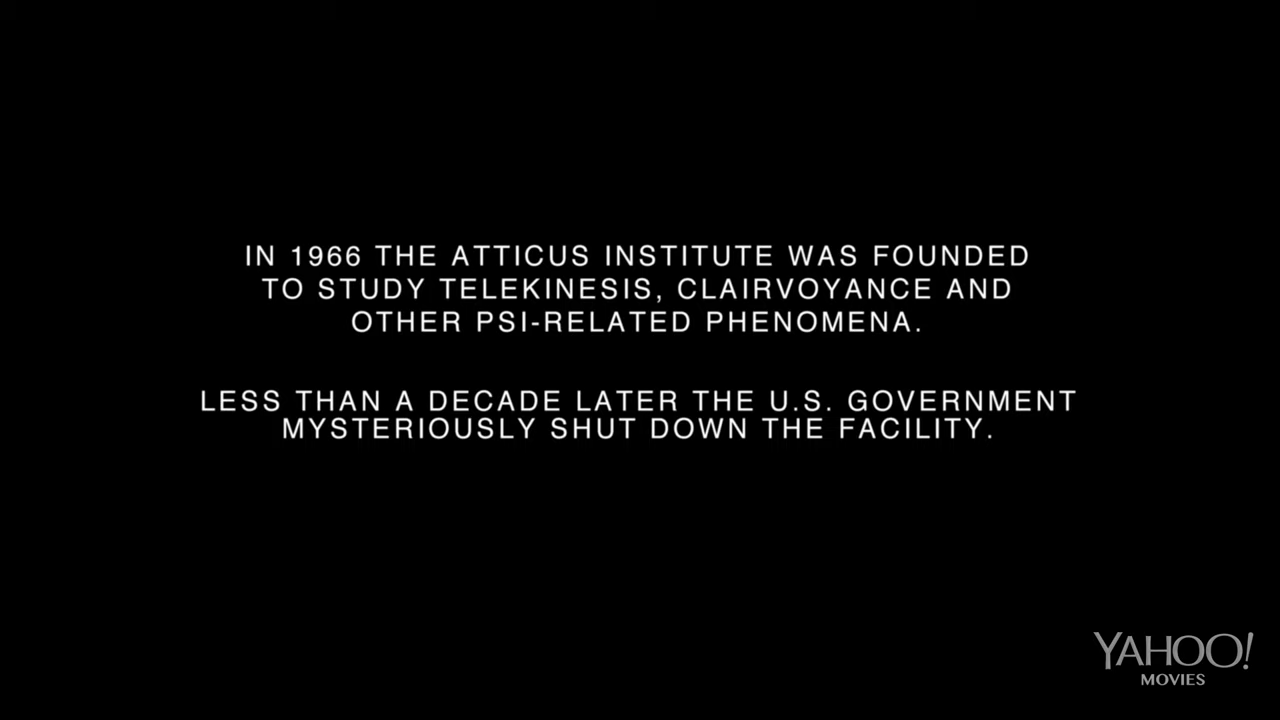 IN 1966 THE ATTICUS INSTITUTE WAS FOUNDED
TO STUDY TELEKINESIS, CLAIRVOYANCE AND
OTHER PSI-RELATED PHENOMENA.
LESS THAN A DECADE LATER THE U.S. GOVERNMENT
MYSTERIOUSLY SHUT DOWN THE FACILITY.
YAHOO!
MOVIES